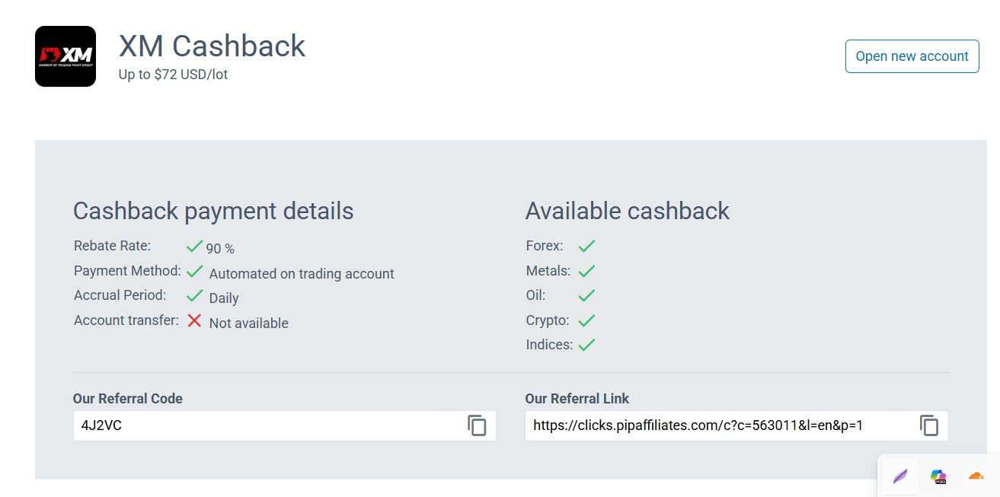 XM
MEMBER OF TRADING POINT GROUP
XM Cashback
Up to $72 USD/lot
Open new account
Cashback payment details
Rebate Rate: 90 %
Payment Method: Automated on trading account
Accrual Period: Daily
Account transfer: Not available
Available cashback
Forex:
Metals:
Oil:
Crypto:
Indices:
Our Referral Code
4J2VC
Our Referral Link
https://clicks.pipaffiliates.com/c?c=563011&l=en&p=1
M365